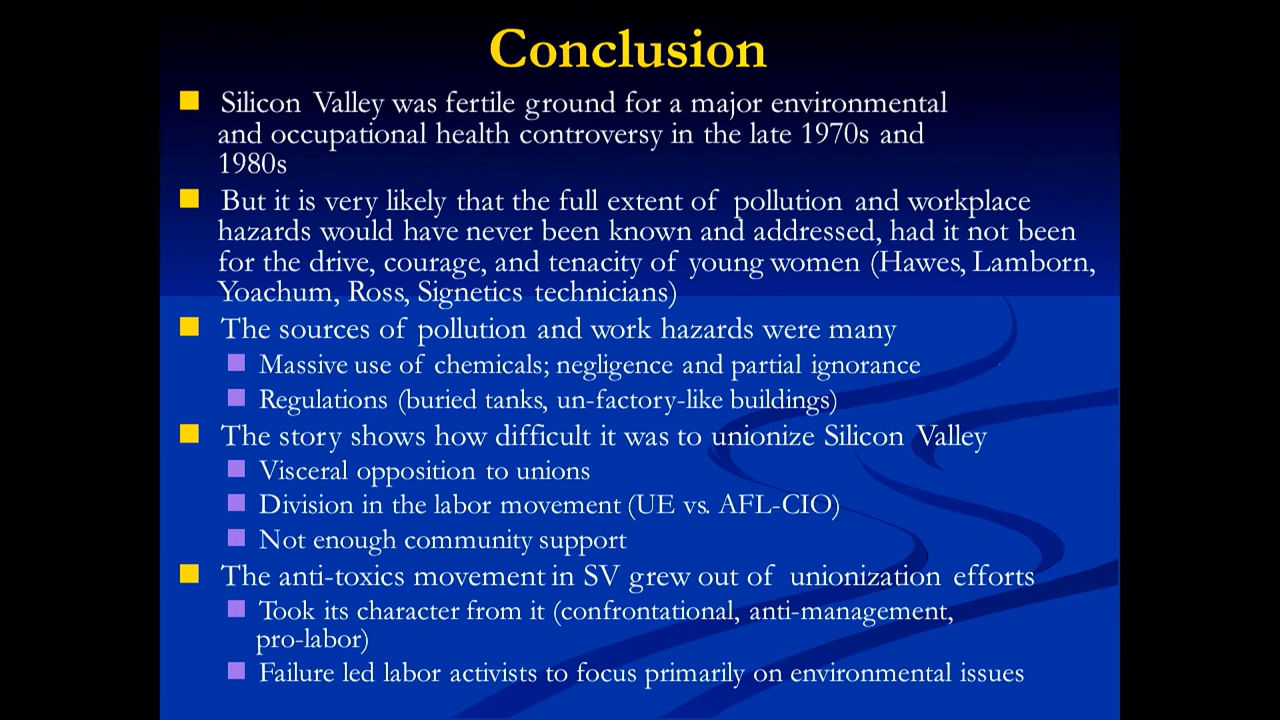 Conclusion
Silicon Valley was fertile ground for a major environmental
and occupational health controversy in the late 1970s and
1980s
But it is very likely that the full extent of pollution and workplace
hazards would have never been known and addressed, had it not been
for the drive, courage, and tenacity of young women (Hawes, Lamborn,
Yoachum, Ross, Signetics technicians)
The sources of pollution and work hazards were many
Massive use of chemicals; negligence and partial ignorance
Regulations (buried tanks, un-factory-like buildings)
The story shows how difficult it was to unionize Silicon Valley
Visceral opposition to unions
Division in the labor movement (UE vs. AFL-CIO)
Not enough community support
The anti-toxics movement in SV grew out of unionization efforts
Took its character from it (confrontational, anti-management,
pro-labor)
Failure led labor activists to focus primarily on environmental issues